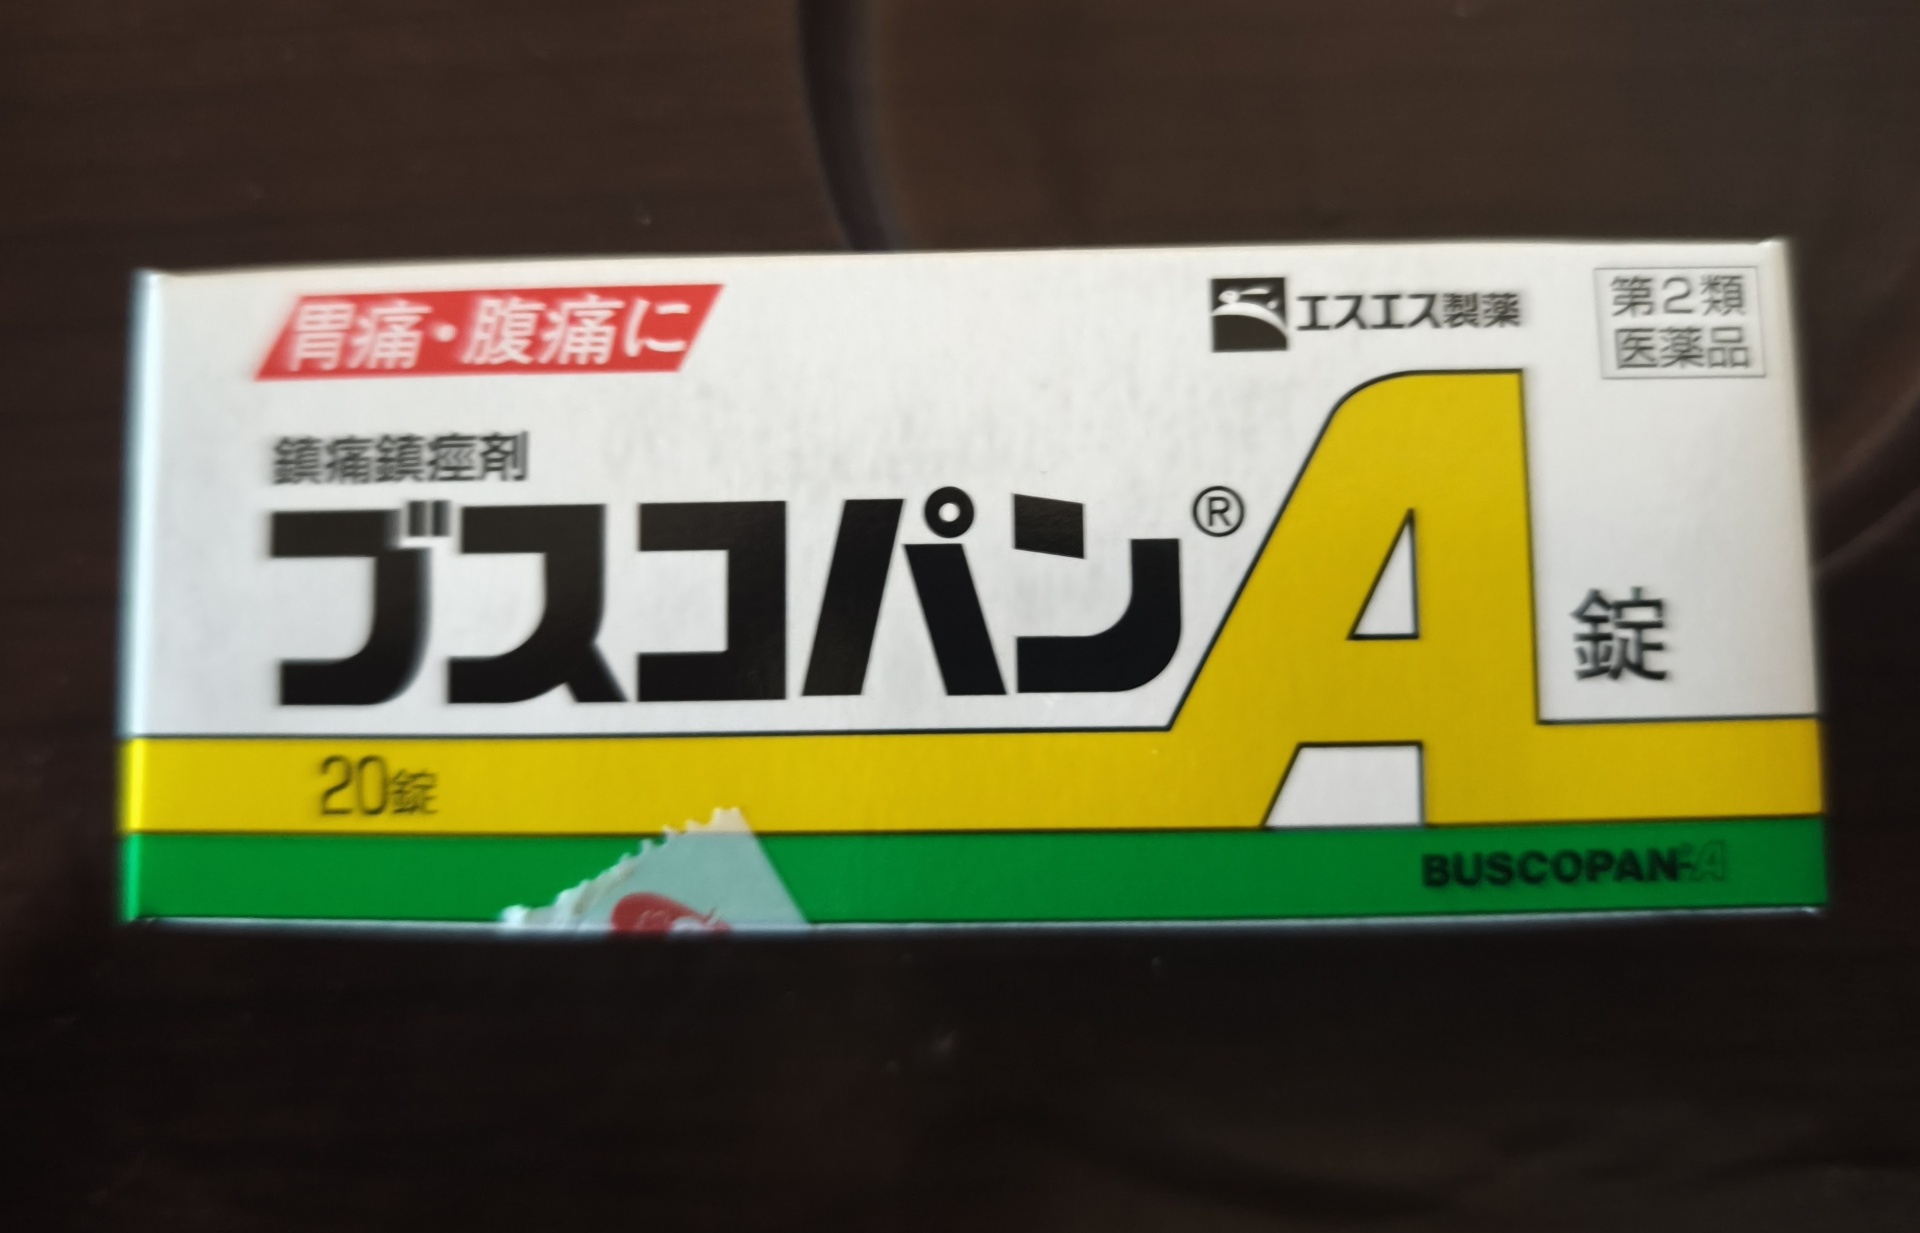 胃痛・腹痛に
エスエス製薬
第2類
医薬品
鎮痛鎮痙剤
ブスコパン®A錠
20錠
BUSCOPAN-A